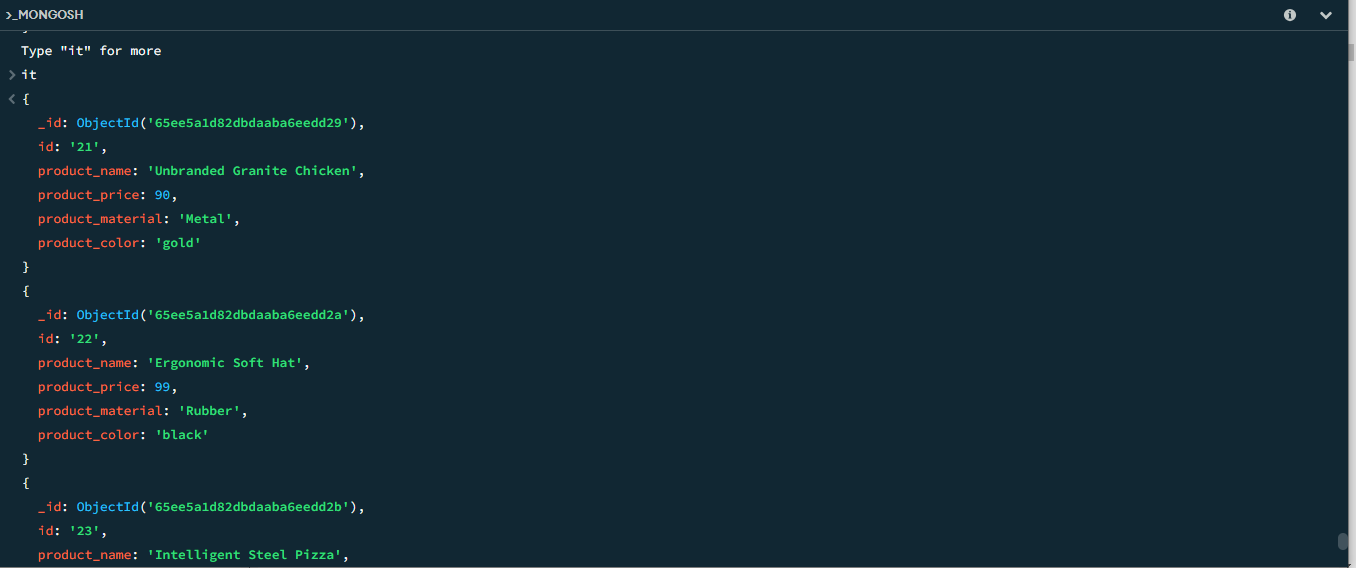 >_MONGOSH
Type "it" for more
> it
< {
_id: ObjectId('65ee5a1d82dbdaaba6eedd29'),
id: '21',
product_name: 'Unbranded Granite Chicken',
product_price: 90,
product_material: 'Metal',
product_color: 'gold'
}
{
_id: ObjectId('65ee5a1d82dbdaaba6eedd2a'),
id: '22',
product_name: 'Ergonomic Soft Hat',
product_price: 99,
product_material: 'Rubber',
product_color: 'black'
}
{
_id: ObjectId('65ee5a1d82dbdaaba6eedd2b'),
id: '23',
product_name: 'Intelligent Steel Pizza',